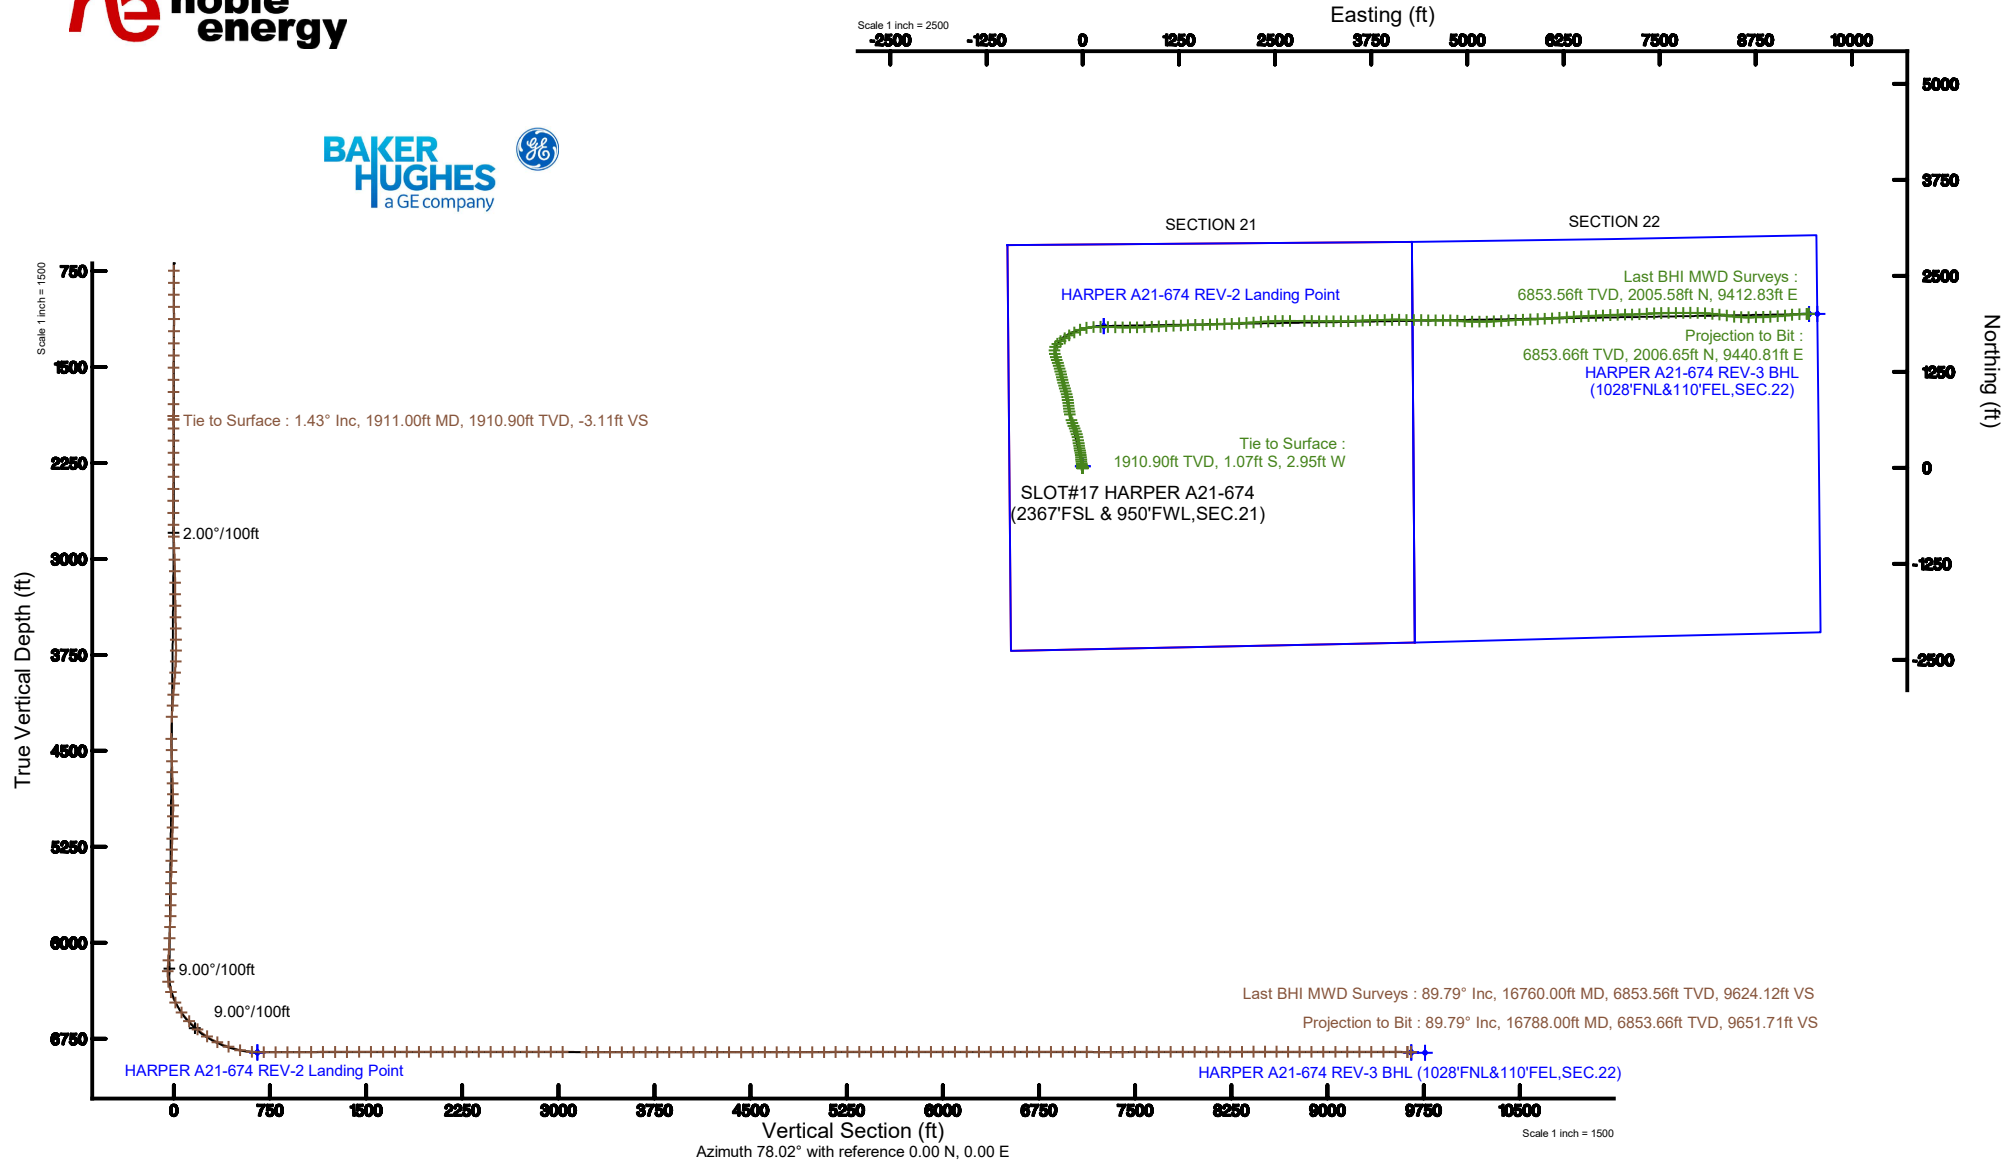 noble
energy
Scale 1 inch = 2500
Easting (ft)
-2500 -1250 0 1250 2500 3750 5000 6250 7500 8750 10000
BAKER
HUGHES
a GE company
GE
5000
3750
2500
1250
0
-1250
-2500
Northing (ft)
SECTION 21
SECTION 22
HARPER A21-674 REV-2 Landing Point
Last BHI MWD Surveys :
6853.56ft TVD, 2005.58ft N, 9412.83ft E
Projection to Bit :
6853.66ft TVD, 2006.65ft N, 9440.81ft E
HARPER A21-674 REV-3 BHL
(1028'FNL&110'FEL,SEC.22)
Tie to Surface :
1910.90ft TVD, 1.07ft S, 2.95ft W
SLOT#17 HARPER A21-674
(2367'FSL & 950'FWL,SEC.21)
Scale 1 inch = 1500
True Vertical Depth (ft)
750
1500
2250
3000
3750
4500
5250
6000
6750
Tie to Surface : 1.43° Inc, 1911.00ft MD, 1910.90ft TVD, -3.11ft VS
2.00°/100ft
9.00°/100ft
9.00°/100ft
Last BHI MWD Surveys : 89.79° Inc, 16760.00ft MD, 6853.56ft TVD, 9624.12ft VS
Projection to Bit : 89.79° Inc, 16788.00ft MD, 6853.66ft TVD, 9651.71ft VS
HARPER A21-674 REV-2 Landing Point
HARPER A21-674 REV-3 BHL (1028'FNL&110'FEL,SEC.22)
0 750 1500 2250 3000 3750 4500 5250 6000 6750 7500 8250 9000 9750 10500
Vertical Section (ft)
Scale 1 inch = 1500
Azimuth 78.02° with reference 0.00 N, 0.00 E